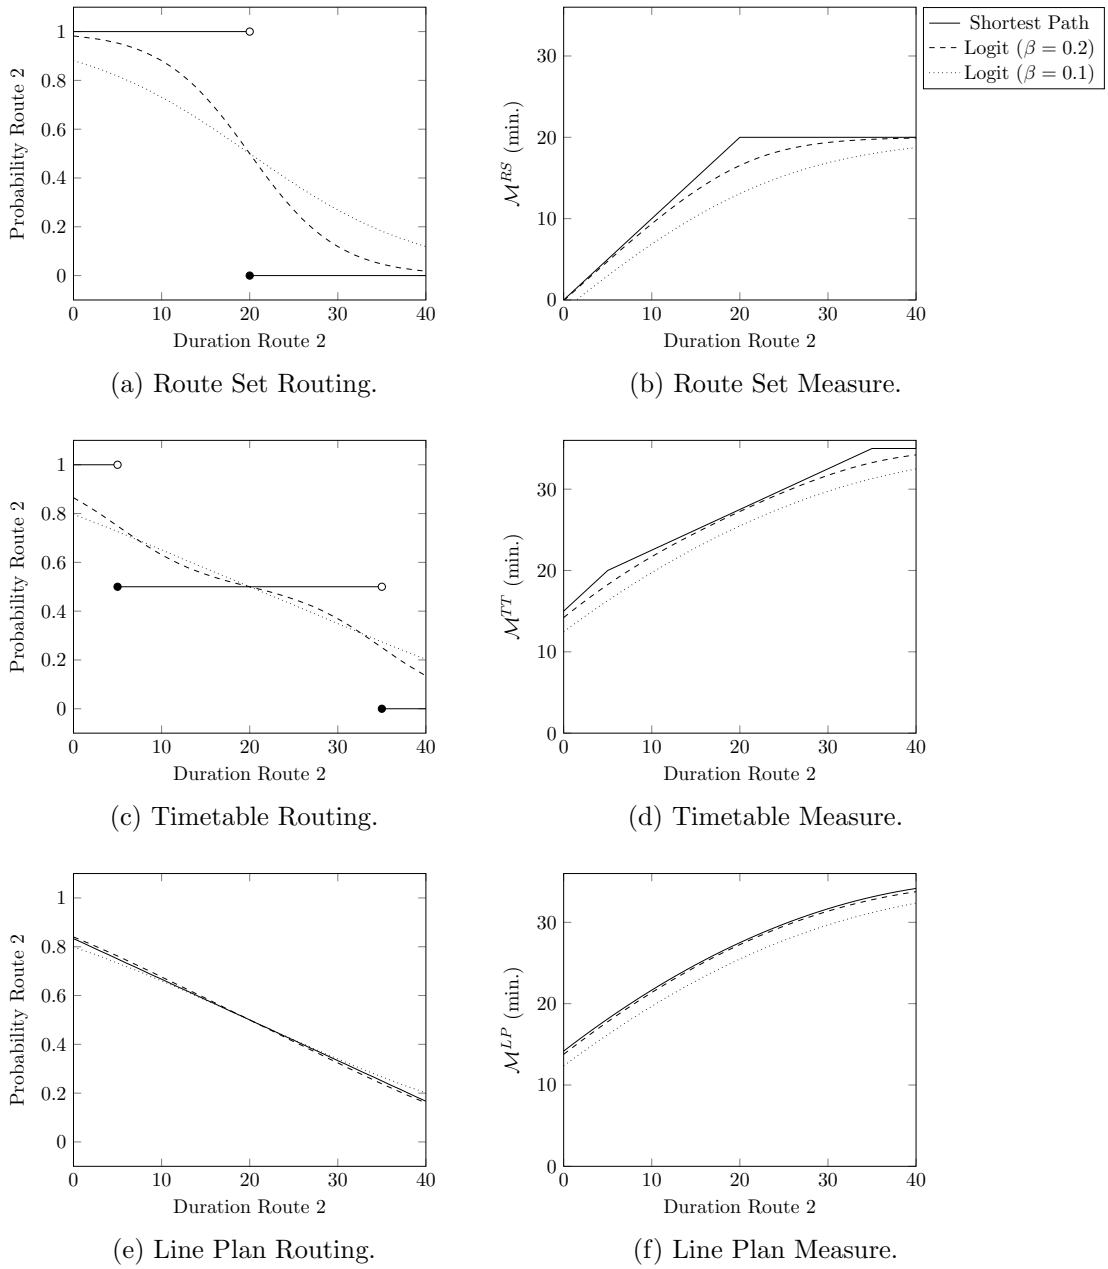 Probability Route 2
1
0.8
0.6
0.4
0.2
0
0 10 20 30 40
Duration Route 2
(a) Route Set Routing.
𝓜^{RS} (min.)
30
20
10
0
0 10 20 30 40
Duration Route 2
(b) Route Set Measure.
Shortest Path
Logit (β = 0.2)
Logit (β = 0.1)
Probability Route 2
1
0.8
0.6
0.4
0.2
0
0 10 20 30 40
Duration Route 2
(c) Timetable Routing.
𝓜^{TT} (min.)
30
20
10
0
0 10 20 30 40
Duration Route 2
(d) Timetable Measure.
Probability Route 2
1
0.8
0.6
0.4
0.2
0
0 10 20 30 40
Duration Route 2
(e) Line Plan Routing.
𝓜^{LP} (min.)
30
20
10
0
0 10 20 30 40
Duration Route 2
(f) Line Plan Measure.